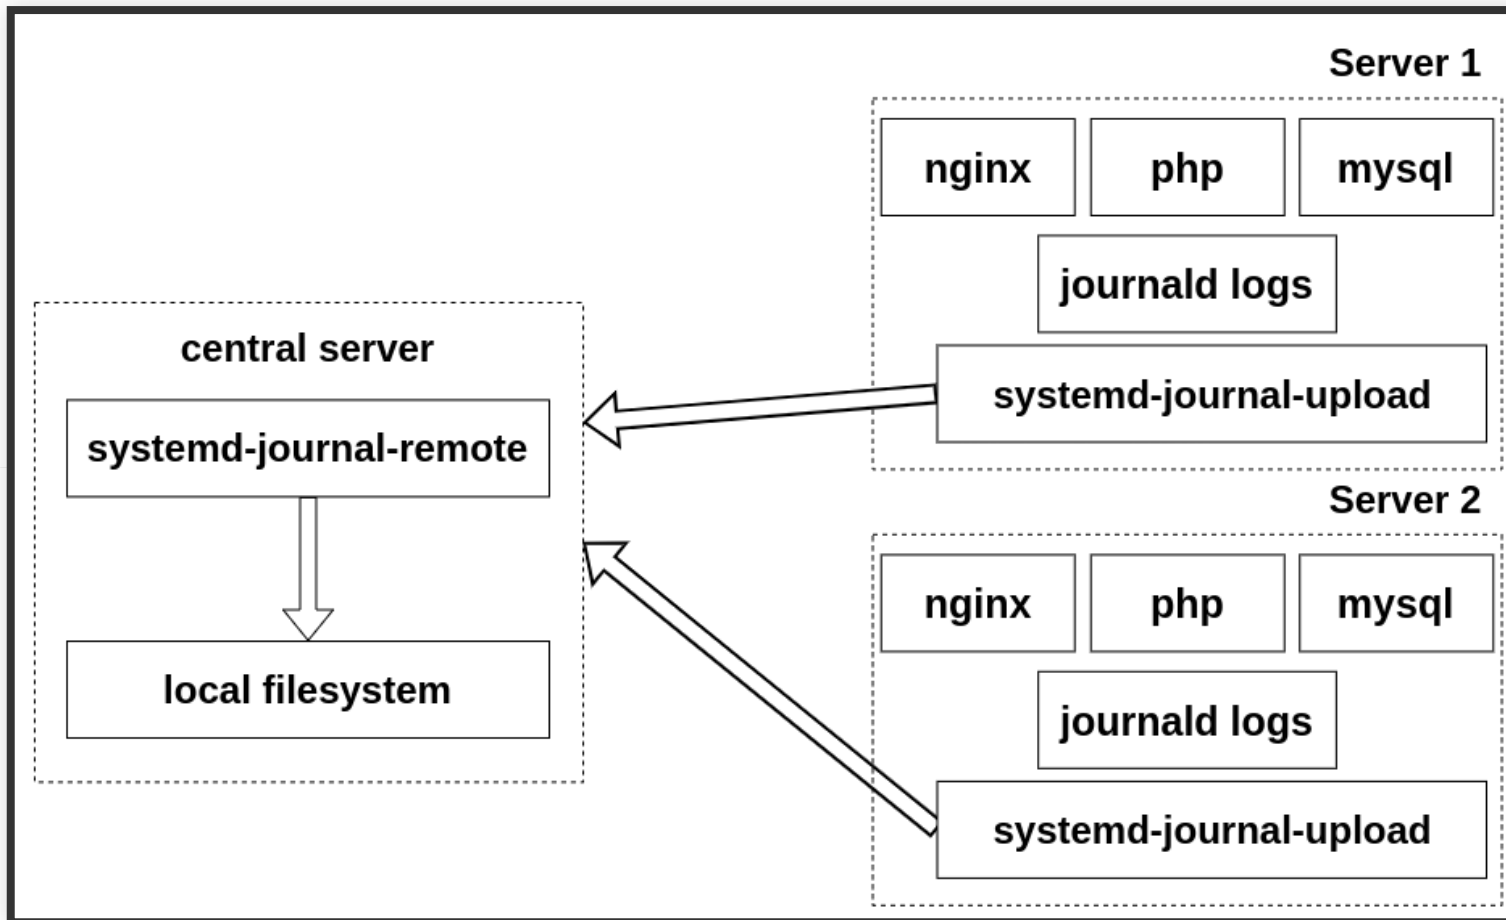 Server 1
nginx php mysql
journald logs
systemd-journal-upload
central server
systemd-journal-remote
local filesystem
Server 2
nginx php mysql
journald logs
systemd-journal-upload